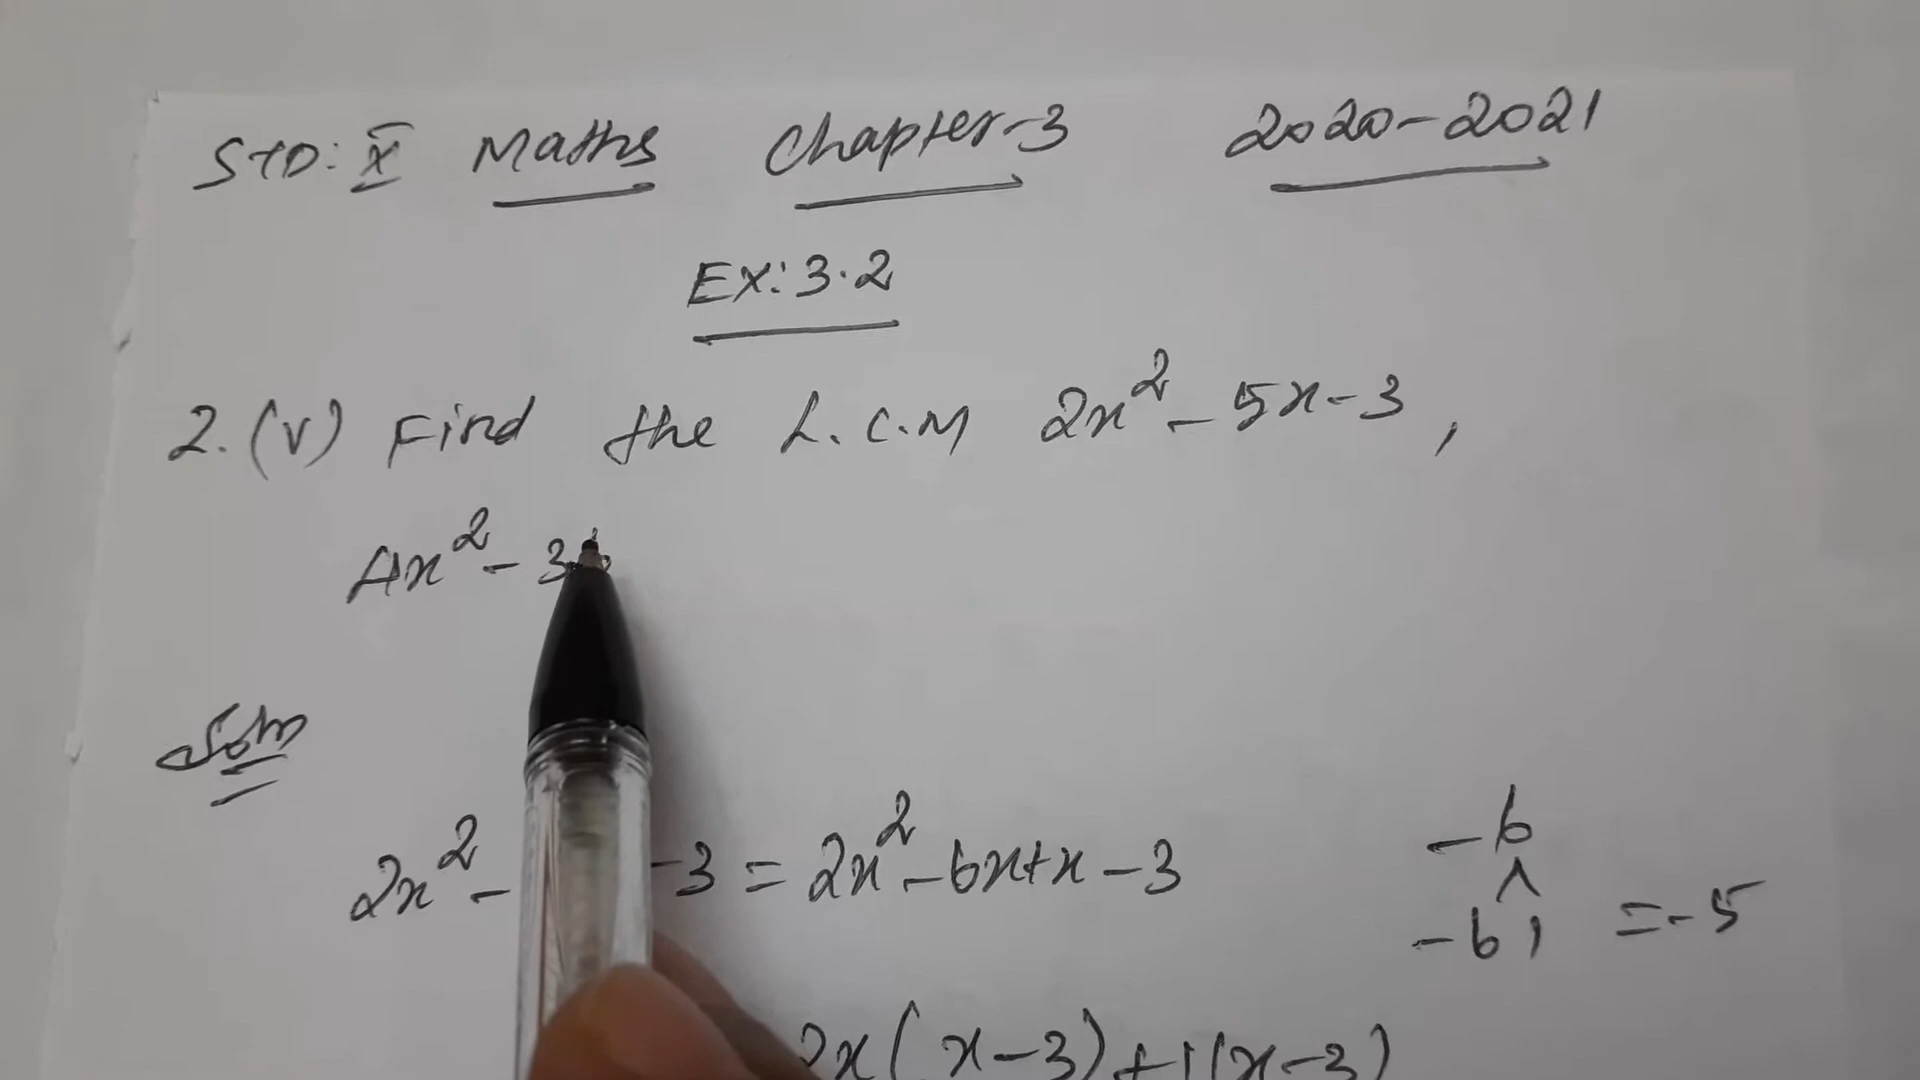 STD: X Maths Chapter-3 2020-2021
EX: 3.2
2. (v) Find the L.C.M 2x² - 5x - 3,
4x² - 3
Soln
2x² - -3 = 2x² - 6x + x - 3
-6
-6 1 = -5
2x(x-3)+1(x-3)